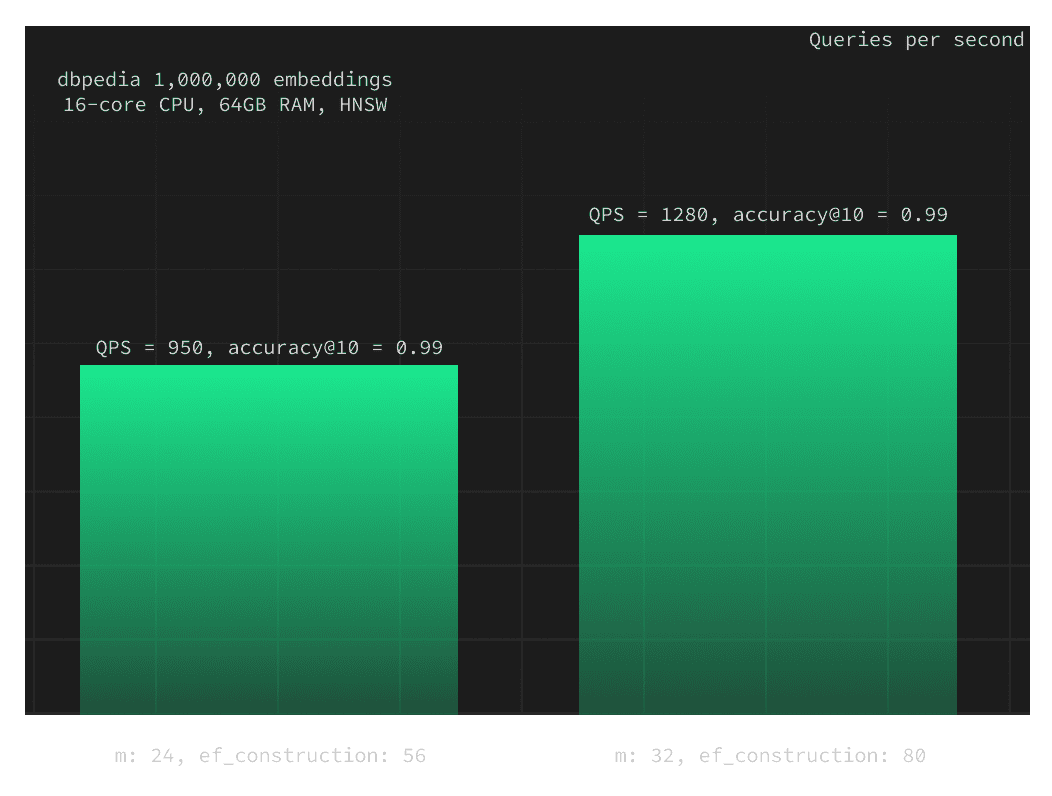 Queries per second
dbpedia 1,000,000 embeddings
16-core CPU, 64GB RAM, HNSW
QPS = 1280, accuracy@10 = 0.99
QPS = 950, accuracy@10 = 0.99
m: 24, ef_construction: 56
m: 32, ef_construction: 80